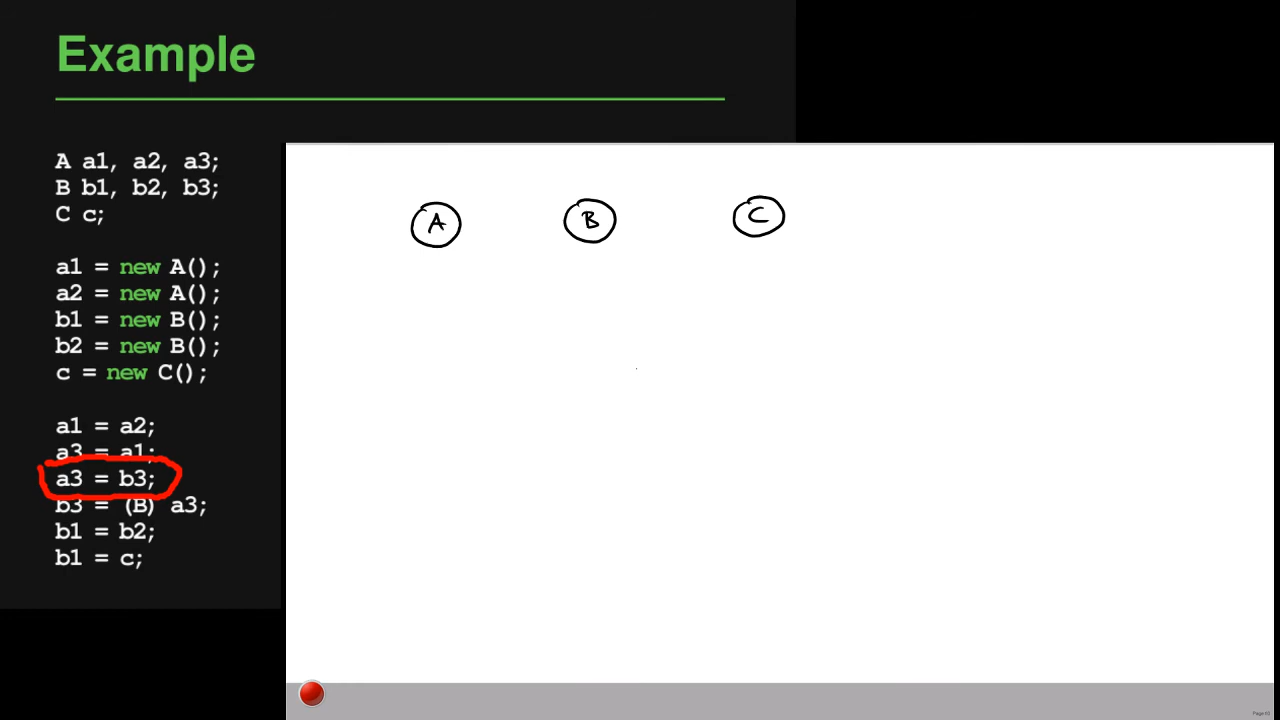 Example
A a1, a2, a3;
B b1, b2, b3;
C c;
a1 = new A();
a2 = new A();
b1 = new B();
b2 = new B();
c = new C();
a1 = a2;
a3 = a1;
a3 = b3;
b3 = (B) a3;
b1 = b2;
b1 = c;
A B C